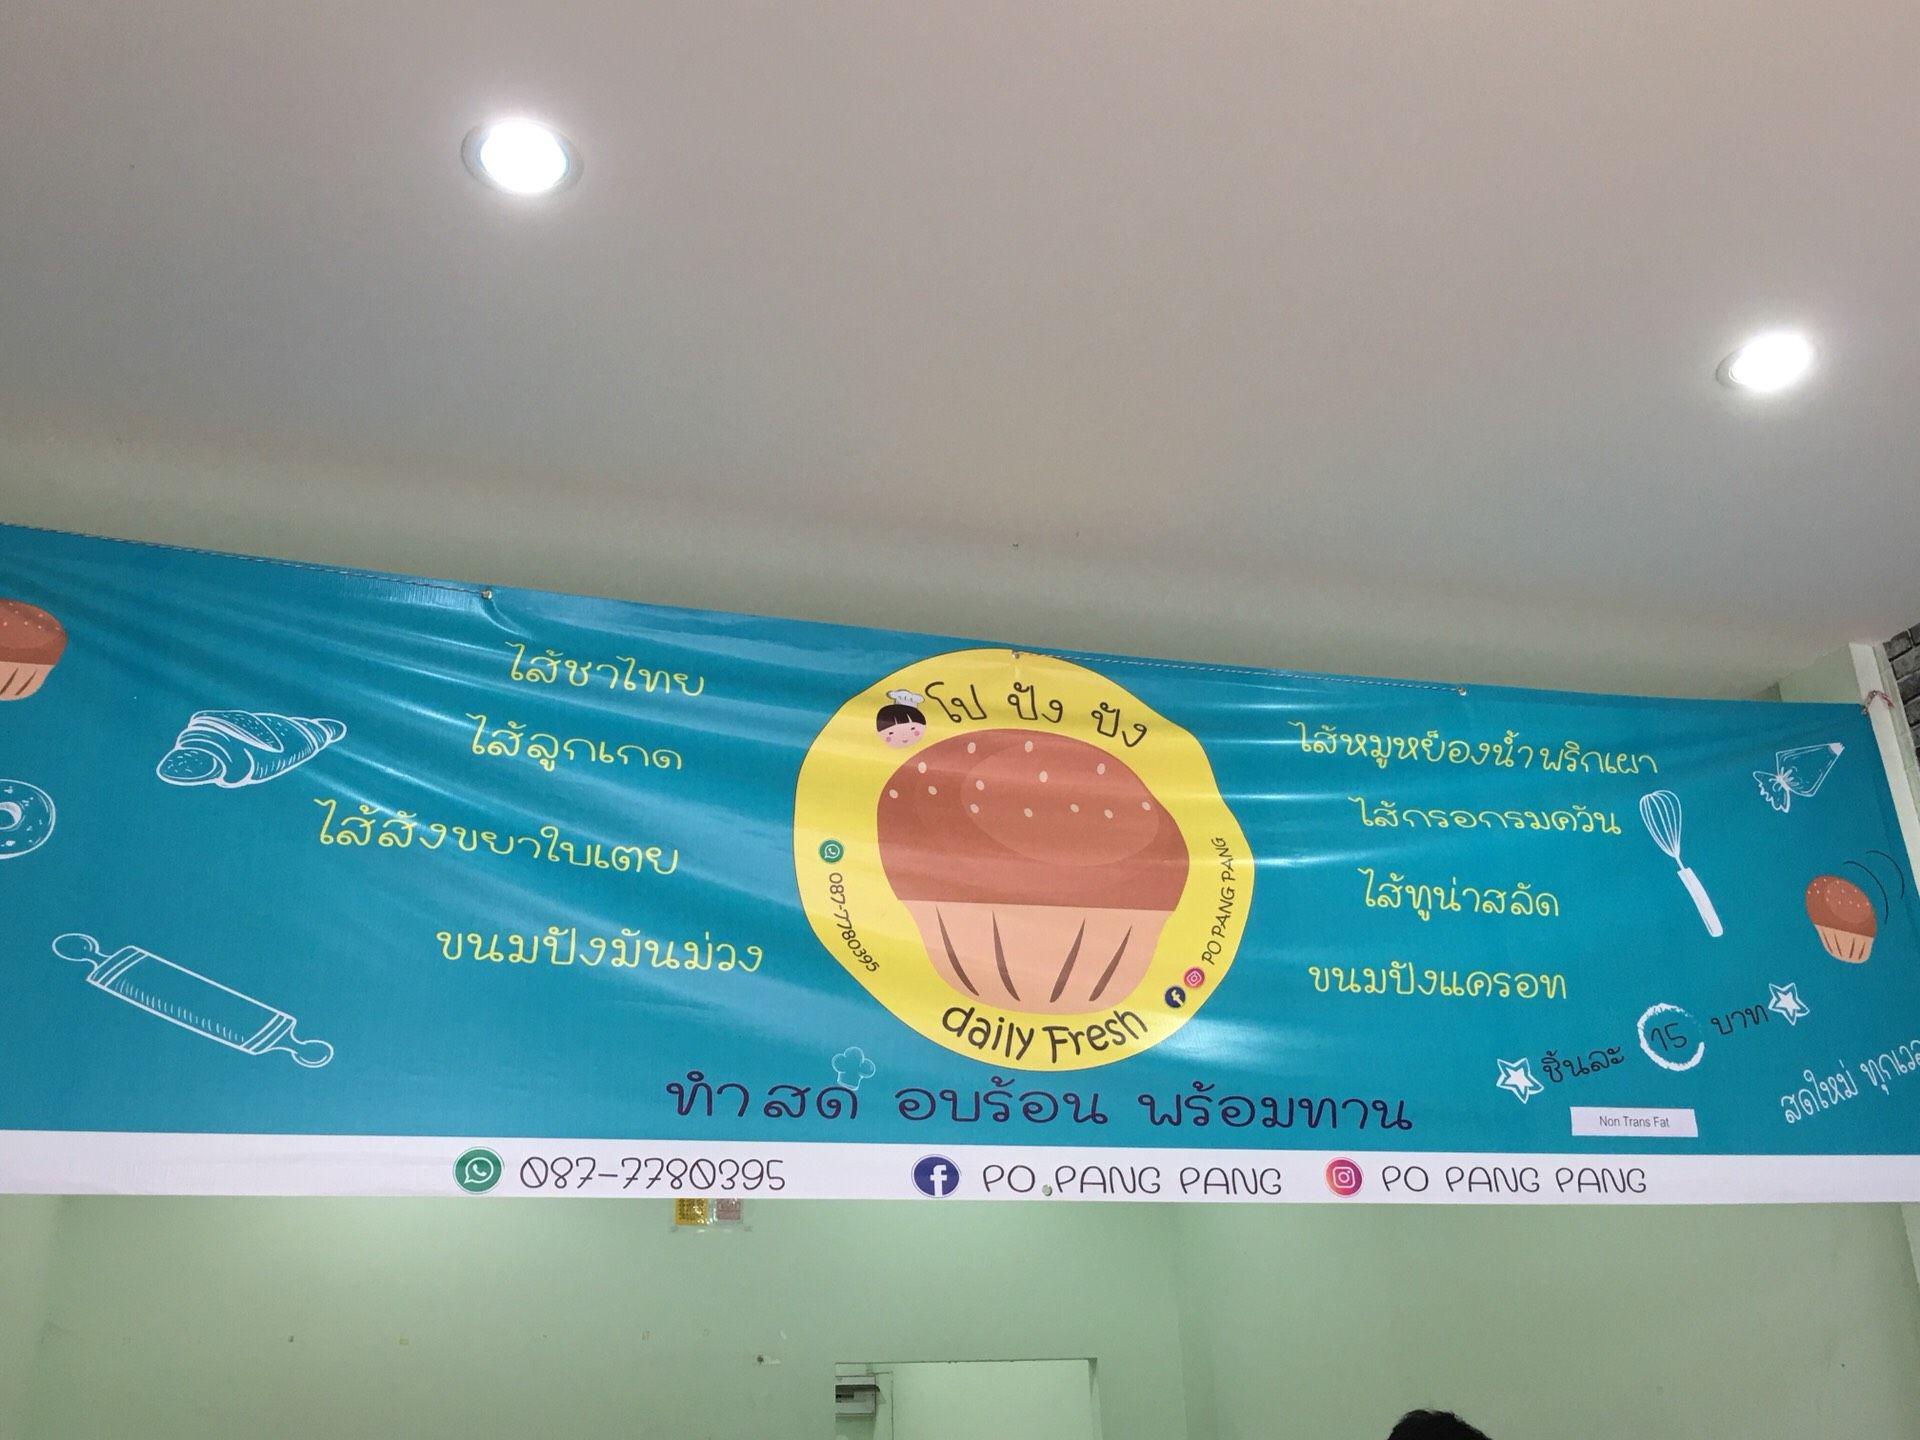 ไส้ชาไทย
ไส้ลูกเกด
ไส้สังขยาใบเตย
ขนมปังมันม่วง
โป ปัง ปัง
087-7780395
PO PANG PANG
daily Fresh
ไส้หมูหย็องน้ำพริกเผา
ไส้กรอกรมควัน
ไส้ทูน่าสลัด
ขนมปังแครอท
ชิ้นละ 15 บาท
สดใหม่
Non Trans Fat
ทำสด อบร้อน พร้อมทาน
087-7780395 PO.PANG PANG PO PANG PANG